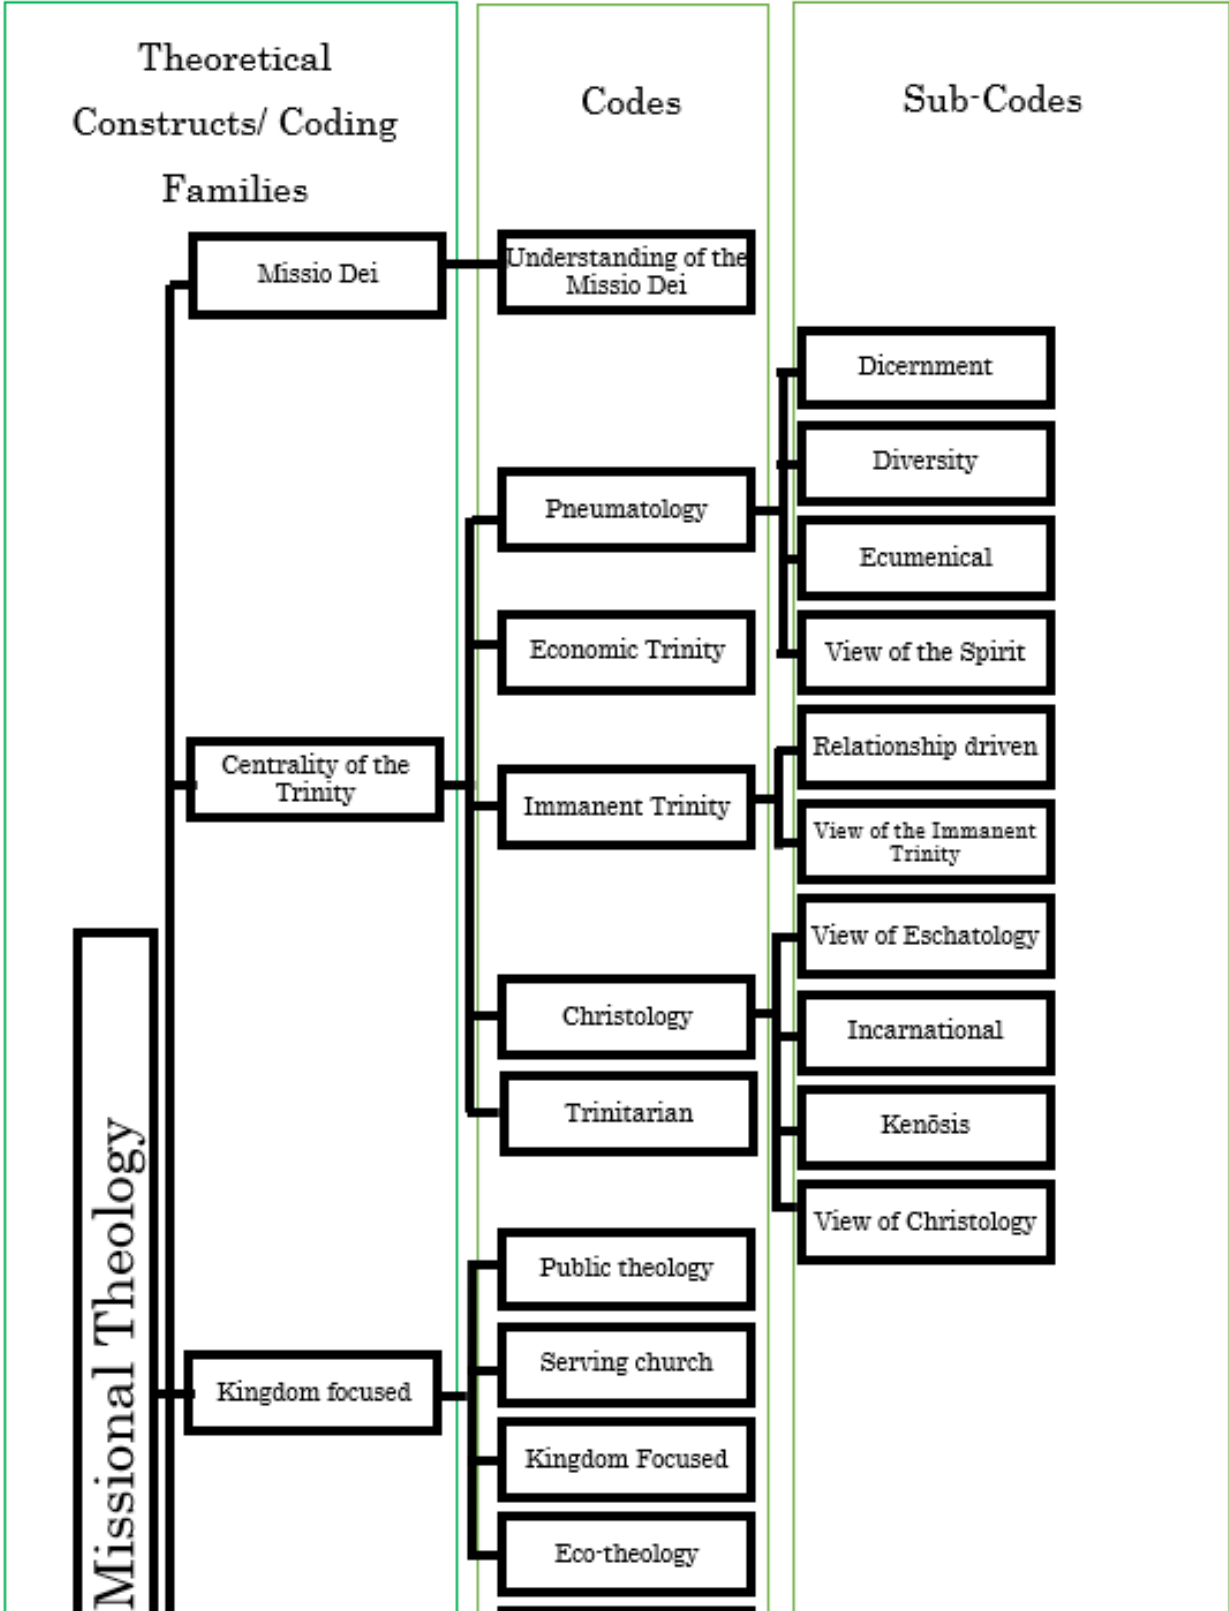 Theoretical
Constructs/ Coding
Families
Codes
Sub-Codes
Missional Theology
Missio Dei
Understanding of the
Missio Dei
Centrality of the
Trinity
Pneumatology
Dicernment
Diversity
Ecumenical
View of the Spirit
Economic Trinity
Immanent Trinity
Relationship driven
View of the Immanent
Trinity
Christology
View of Eschatology
Incarnational
Kenōsis
View of Christology
Trinitarian
Kingdom focused
Public theology
Serving church
Kingdom Focused
Eco-theology